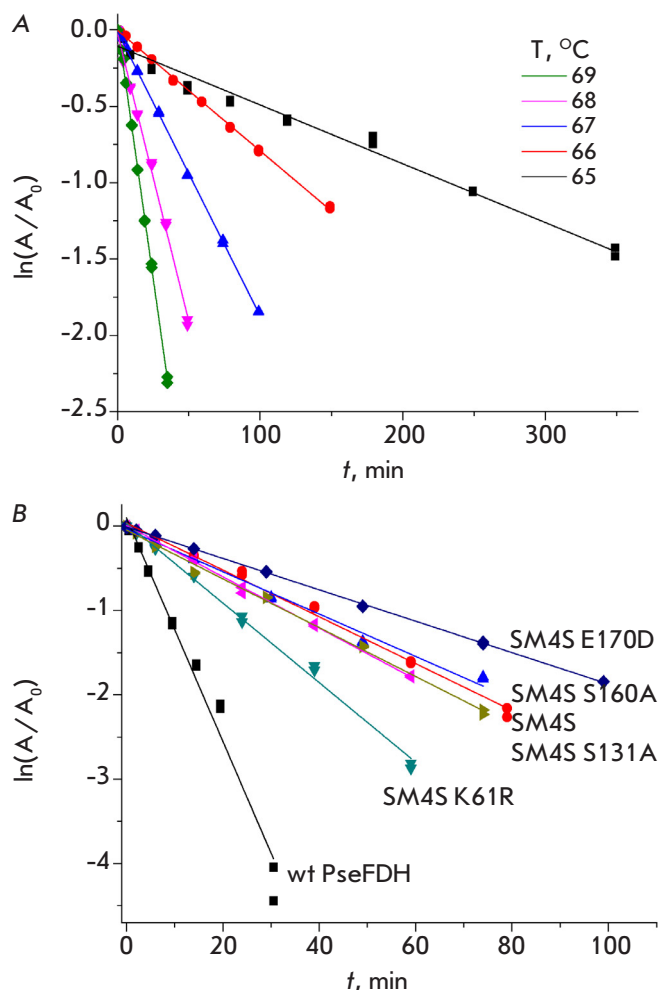 A
0.0
-0.5
-1.0
-1.5
-2.0
-2.5
ln(A/A₀)
0
100
200
300
t, min
T, °C
69
68
67
66
65
B
0
-1
-2
-3
-4
ln(A/A₀)
0
20
40
60
80
100
t, min
SM4S E170D
SM4S S160A
SM4S
SM4S S131A
SM4S K61R
wt PseFDH